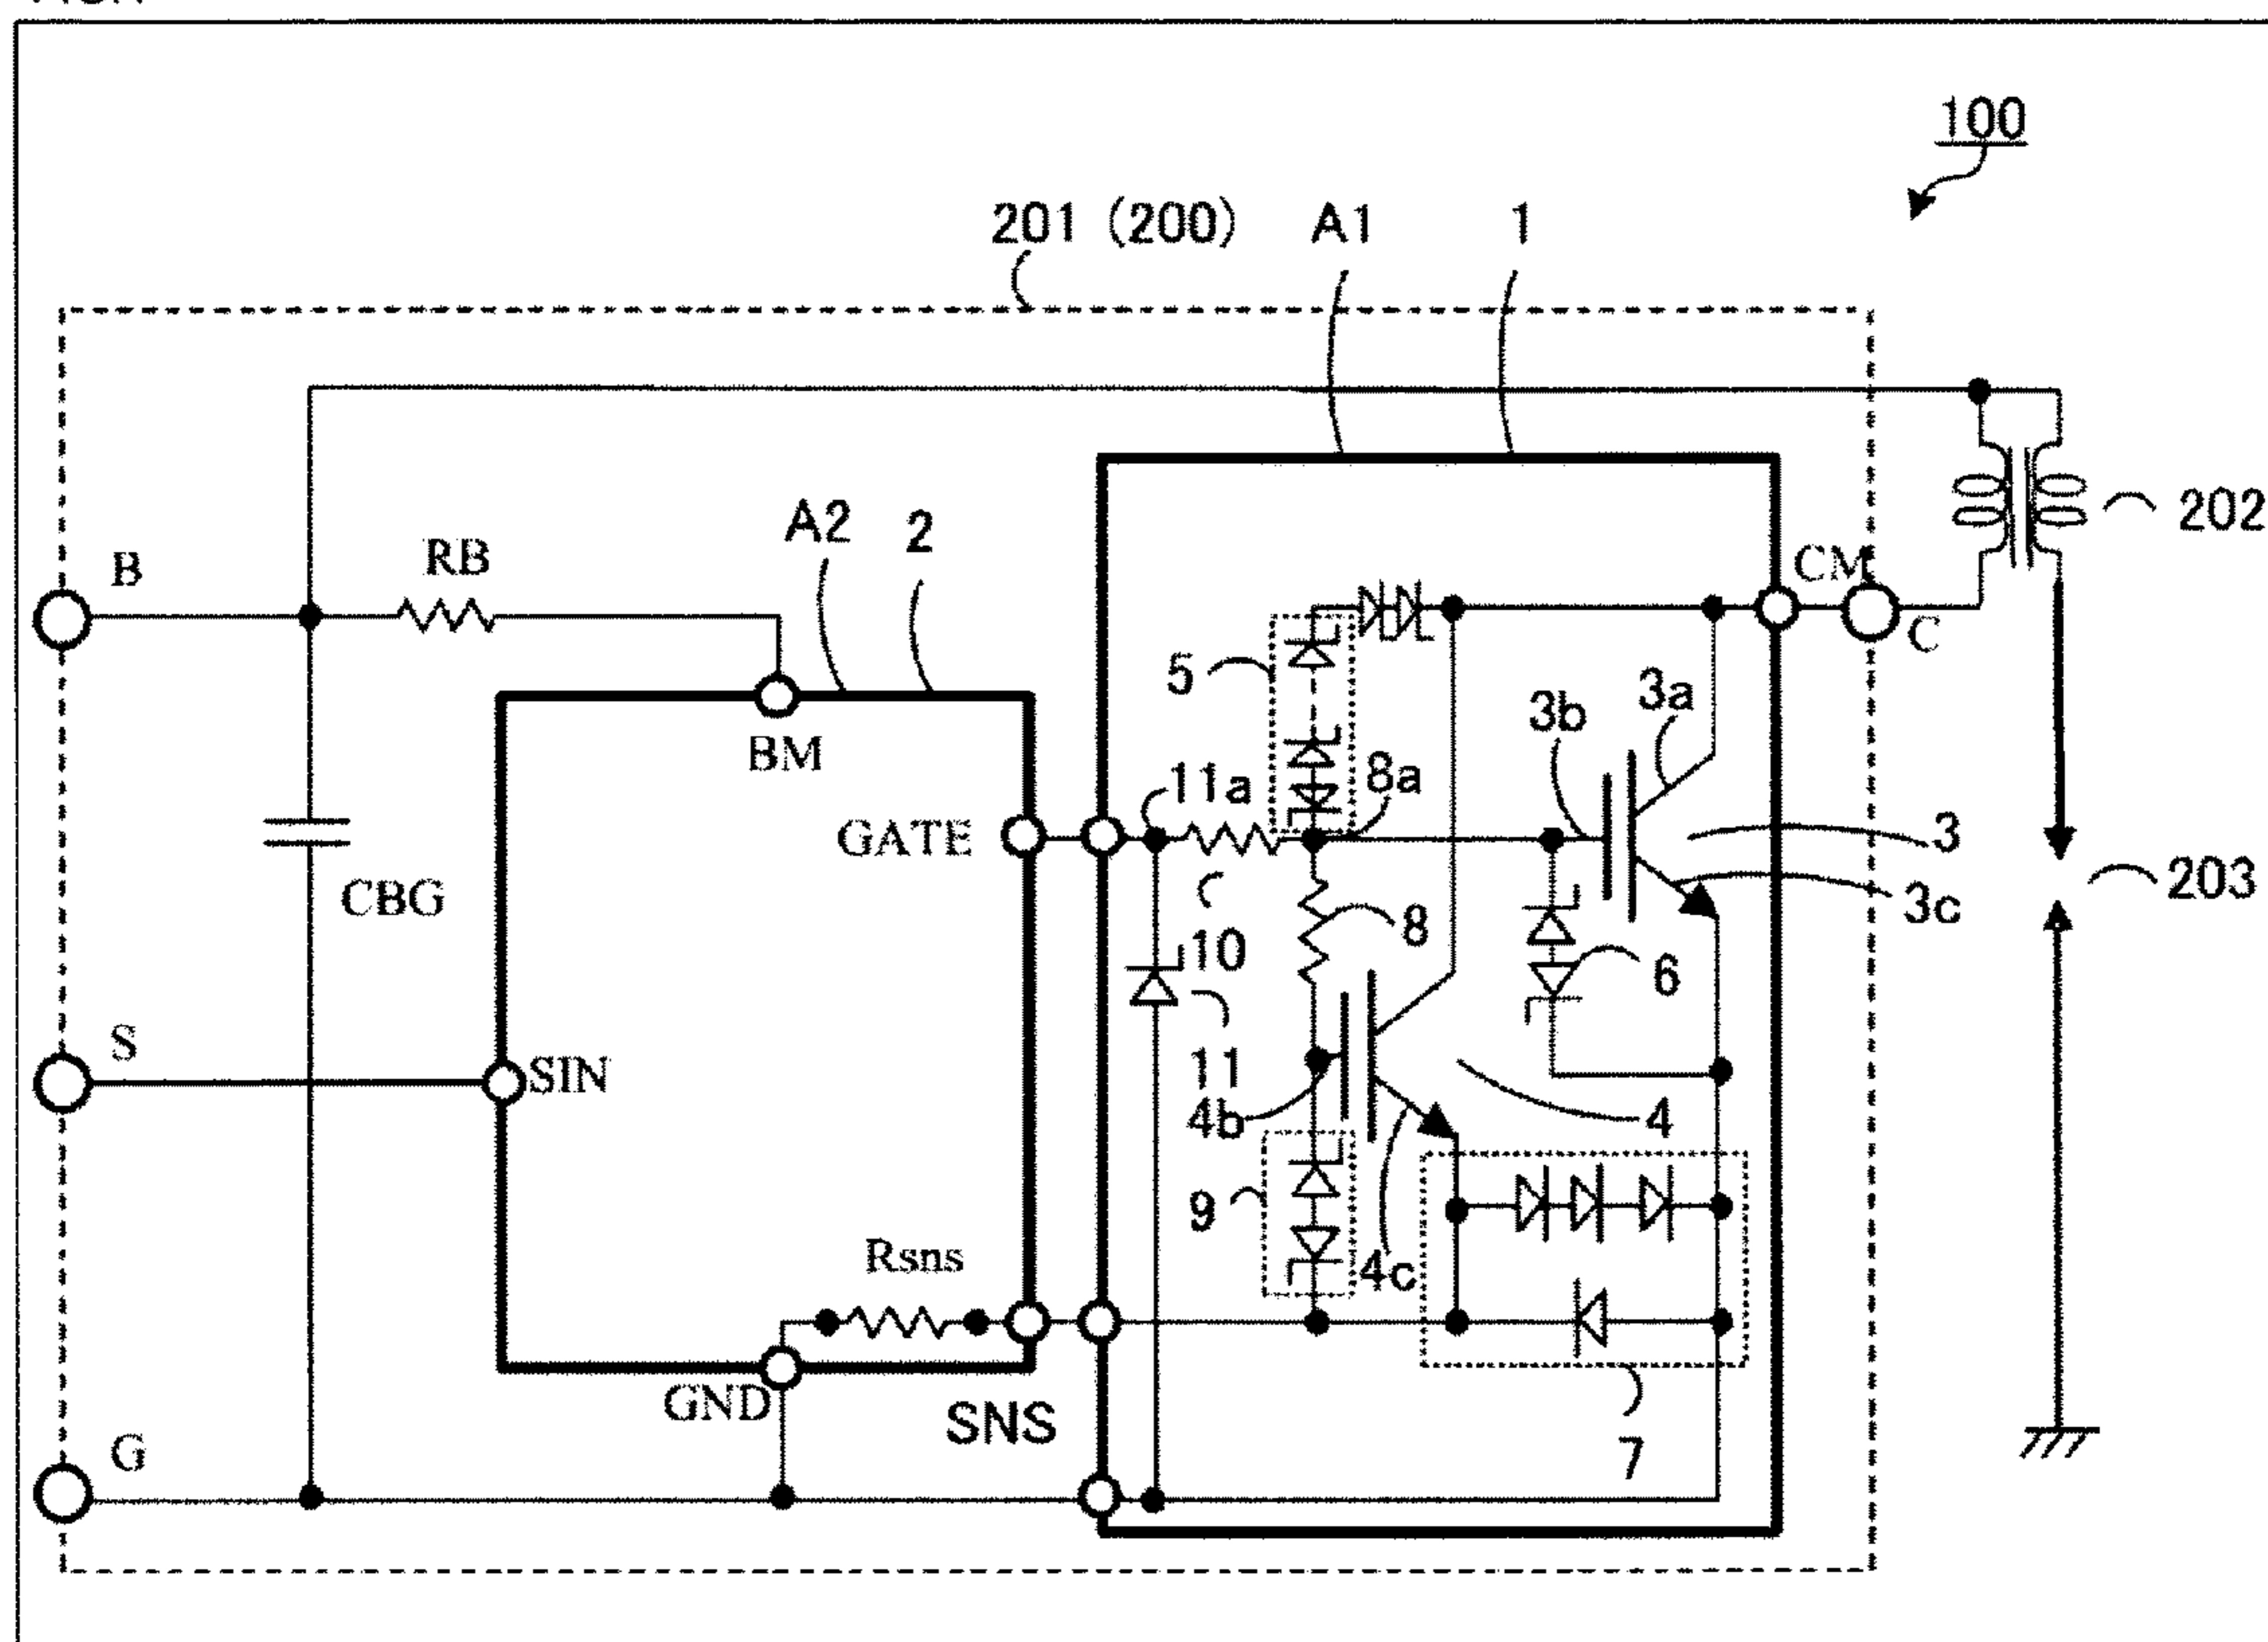 100
201 (200) A1 1
B RB A2 2
CM
202
C
5
3a
3b
BM
11a
8a
GATE
3
CBG
8
203
3c
10
6
S
SIN
11
4b
4
9
Rsns
4c
GND
SNS
G
7